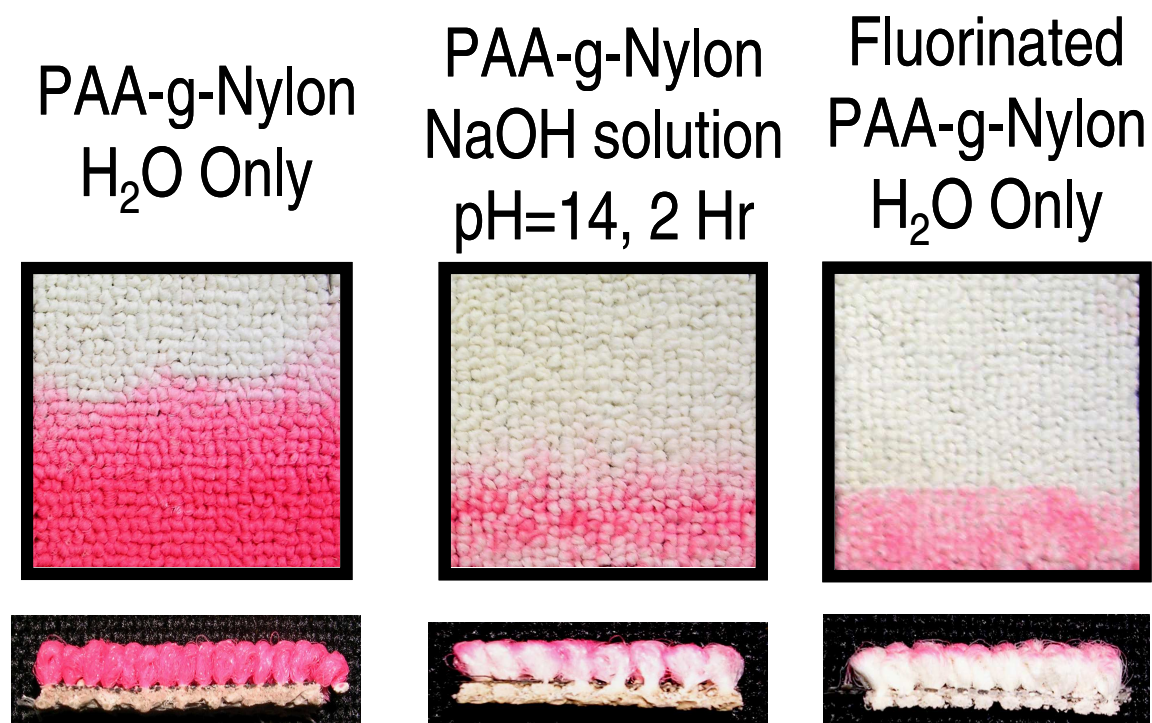 PAA-g-Nylon
H₂O Only
PAA-g-Nylon
NaOH solution
pH=14, 2 Hr
Fluorinated
PAA-g-Nylon
H₂O Only